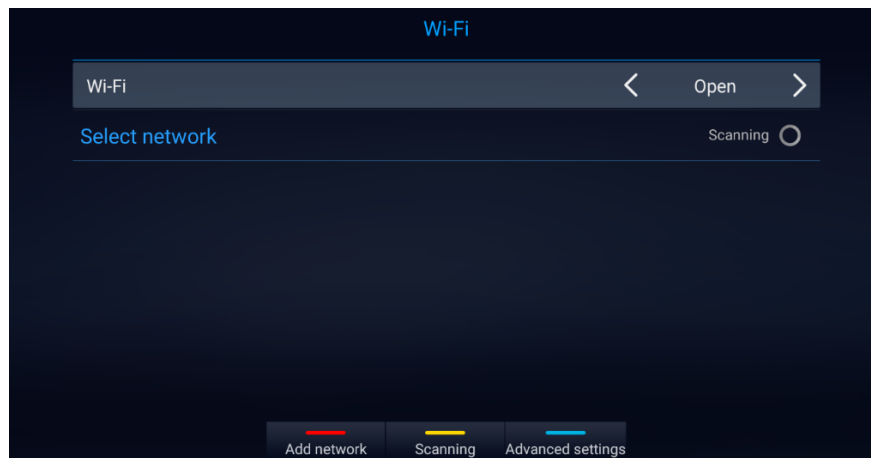 Wi-Fi
Wi-Fi Open
Select network Scanning
Add network Scanning Advanced settings